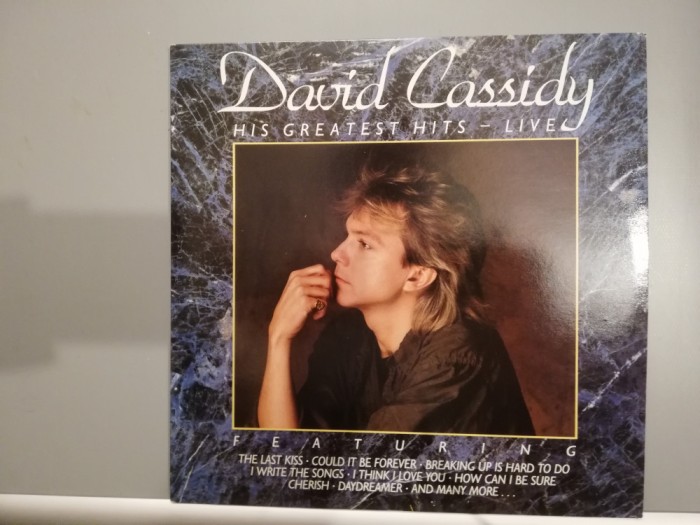 David Cassidy
HIS GREATEST HITS – LIVE
FEATURING
THE LAST KISS · COULD IT BE FOREVER · BREAKING UP IS HARD TO DO
I WRITE THE SONGS · I THINK I LOVE YOU · HOW CAN I BE SURE
CHERISH · DAYDREAMER · AND MANY MORE . . .